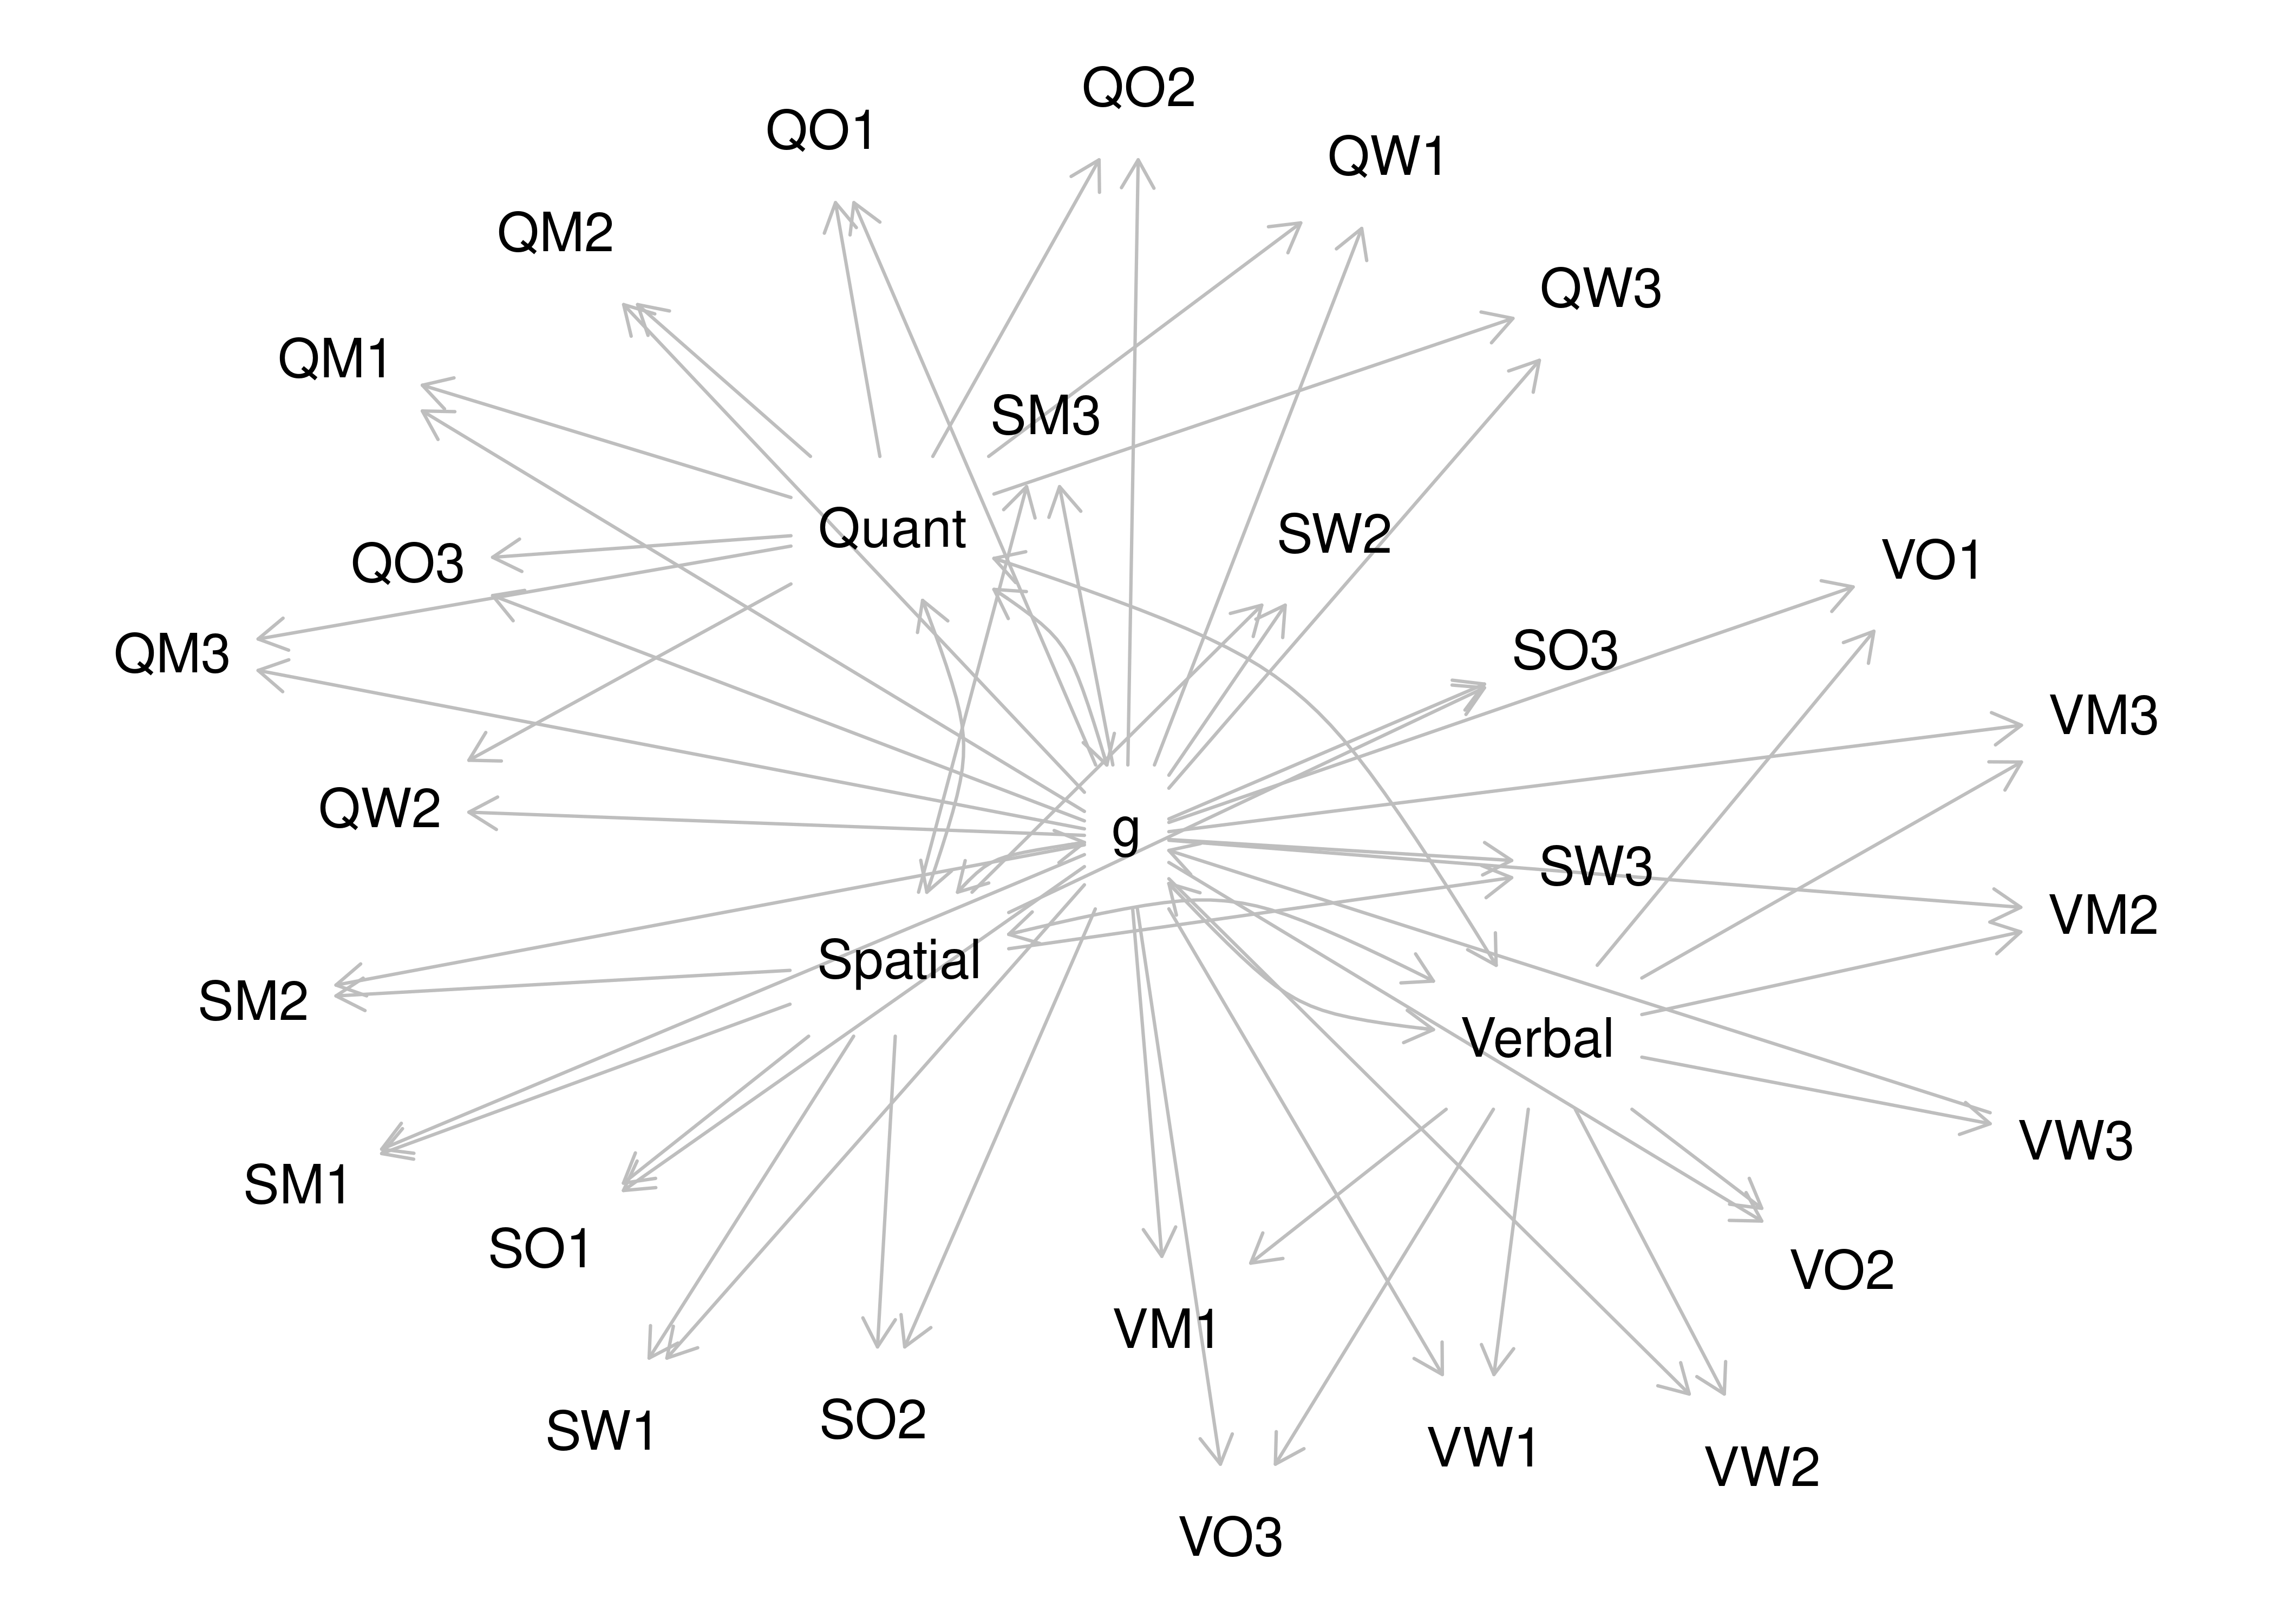 QO2
QO1
QW1
QM2
QW3
QM1
SM3
Quant
SW2
QO3
VO1
SO3
QM3
VM3
QW2
g
SW3
VM2
Spatial
SM2
Verbal
VW3
SM1
SO1
VO2
VM1
SO2
SW1
VW1
VW2
VO3